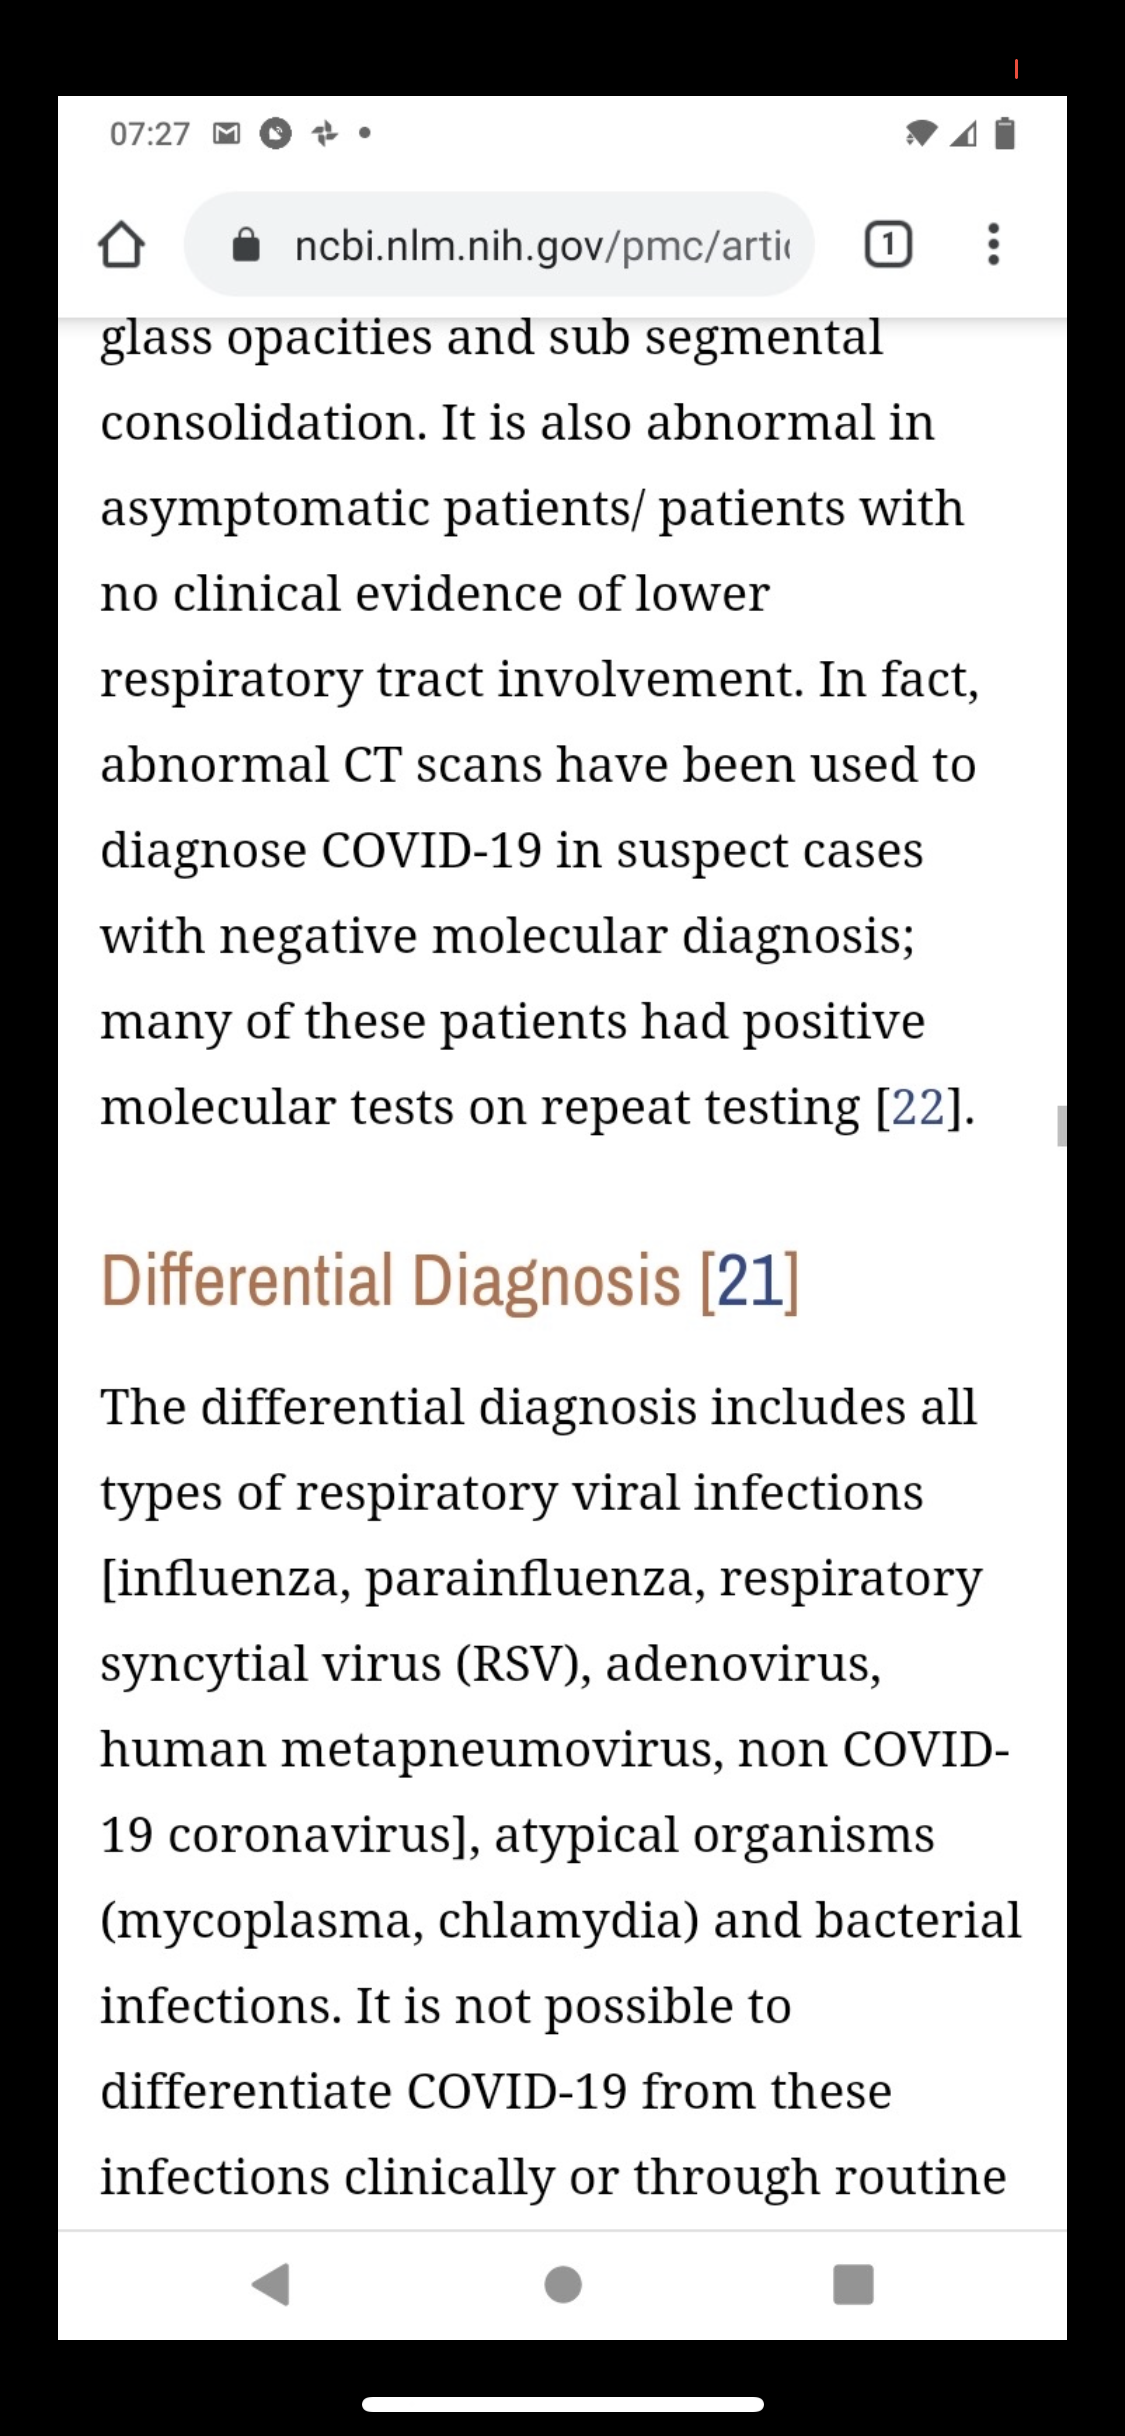 07:27
ncbi.nlm.nih.gov/pmc/artic
1
glass opacities and sub segmental
consolidation. It is also abnormal in
asymptomatic patients/ patients with
no clinical evidence of lower
respiratory tract involvement. In fact,
abnormal CT scans have been used to
diagnose COVID-19 in suspect cases
with negative molecular diagnosis;
many of these patients had positive
molecular tests on repeat testing [22].
Differential Diagnosis [21]
The differential diagnosis includes all
types of respiratory viral infections
[influenza, parainfluenza, respiratory
syncytial virus (RSV), adenovirus,
human metapneumovirus, non COVID-
19 coronavirus], atypical organisms
(mycoplasma, chlamydia) and bacterial
infections. It is not possible to
differentiate COVID-19 from these
infections clinically or through routine